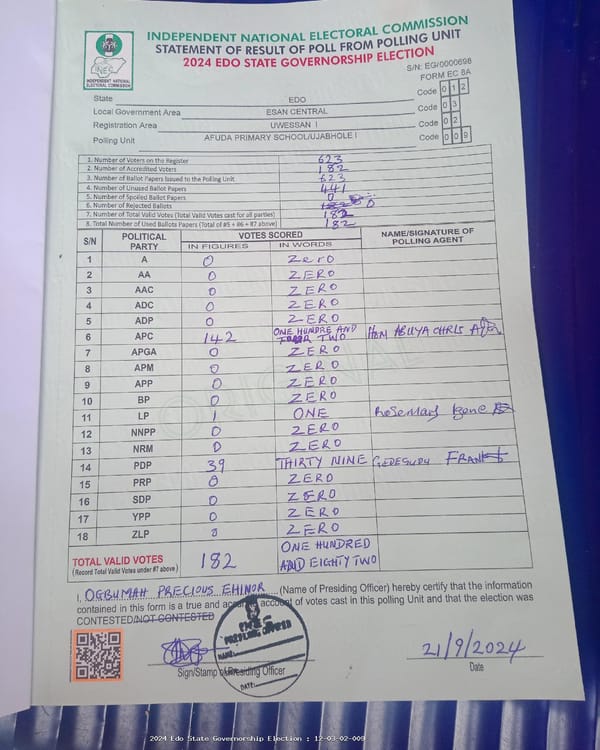 INDEPENDENT NATIONAL ELECTORAL COMMISSION
STATEMENT OF RESULT OF POLL FROM POLLING UNIT
2024 EDO STATE GOVERNORSHIP ELECTION
INEC
INDEPENDENT NATIONAL ELECTORAL COMMISSION
S/N: EG/0000698
FORM EC 8A
State EDO Code 0 1 2
Local Government Area ESAN CENTRAL Code 0 3
Registration Area UWESSAN I Code 0 2
Polling Unit AFUDA PRIMARY SCHOOL/UJABHOLE I Code 0 0 9
1. Number of Voters on the Register 623
2. Number of Accredited Voters 182
3. Number of Ballot Papers Issued to the Polling Unit 623
4. Number of Unused Ballot Papers 441
5. Number of Spoiled Ballot Papers 0
6. Number of Rejected Ballots 0
7. Number of Total Valid Votes (Total Valid Votes cast for all parties) 182
8. Total Number of Used Ballots Papers (Total of #5 + #6 + #7 above) 182
S/N POLITICAL PARTY VOTES SCORED NAME/SIGNATURE OF POLLING AGENT
IN FIGURES IN WORDS
1 A 0 Zero
2 AA 0 ZERO
3 AAC 0 ZERO
4 ADC 0 ZERO
5 ADP 0 ZERO
6 APC 142 ONE HUNDRE AND TWO HON ABUYA CHRIS
7 APGA 0 ZERO
8 APM 0 ZERO
9 APP 0 ZERO
10 BP 0 ZERO
11 LP 1 ONE Rosemary
12 NNPP 0 ZERO
13 NRM 0 ZERO
14 PDP 39 THIRTY NINE FRANK
15 PRP 0 ZERO
16 SDP 0 ZERO
17 YPP 0 ZERO
18 ZLP 0 ZERO
TOTAL VALID VOTES 182 ONE HUNDRED
(Record Total Valid Votes under #7 above) AND EIGHTY TWO
ORIGINAL
I, OGBUMAH PRECIOUS EHINOR (Name of Presiding Officer) hereby certify that the information
contained in this form is a true and account of votes cast in this polling Unit and that the election was
CONTESTED/NOT CONTESTED
INEC
PRESIDING OFFICER
NAME:
SIGN:
DATE:
Sign/Stamp of Presiding Officer
21/9/2024
Date
2024 Edo State Governorship Election : 12-03-02-009